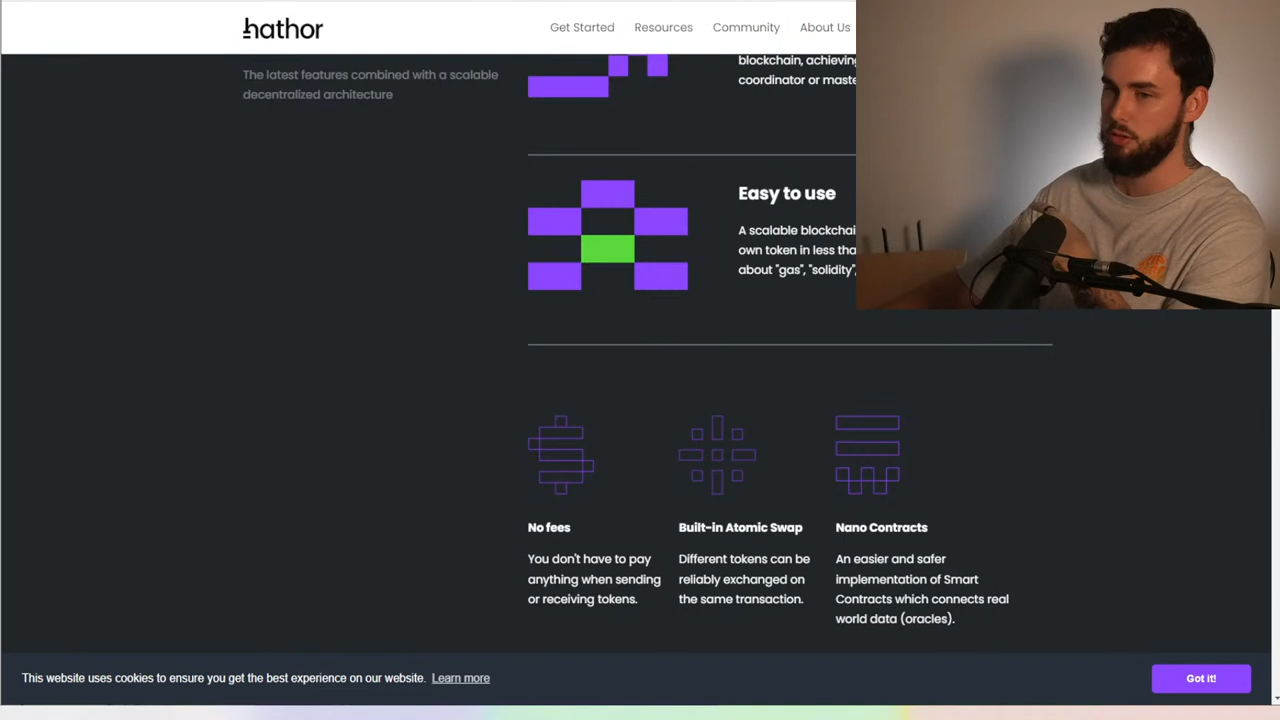 hathor
Get Started
Resources
Community
About Us
The latest features combined with a scalable
decentralized architecture
blockchain, achieving
coordinator or maste
Easy to use
A scalable blockchain
own token in less tha
about "gas", "solidity",
No fees
You don't have to pay
anything when sending
or receiving tokens.
Built-in Atomic Swap
Different tokens can be
reliably exchanged on
the same transaction.
Nano Contracts
An easier and safer
implementation of Smart
Contracts which connects real
world data (oracles).
This website uses cookies to ensure you get the best experience on our website. Learn more
Got it!